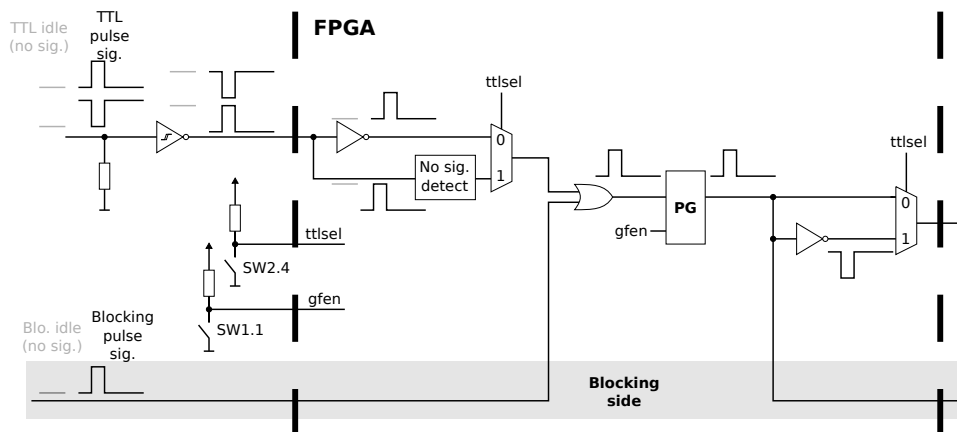 TTL idle
(no sig.)
TTL
pulse
sig.
FPGA
ttlsel
0
1
No sig.
detect
ttlsel
0
1
PG
gfen
ttlsel
SW2.4
gfen
SW1.1
Blo. idle
(no sig.)
Blocking
pulse
sig.
Blocking
side